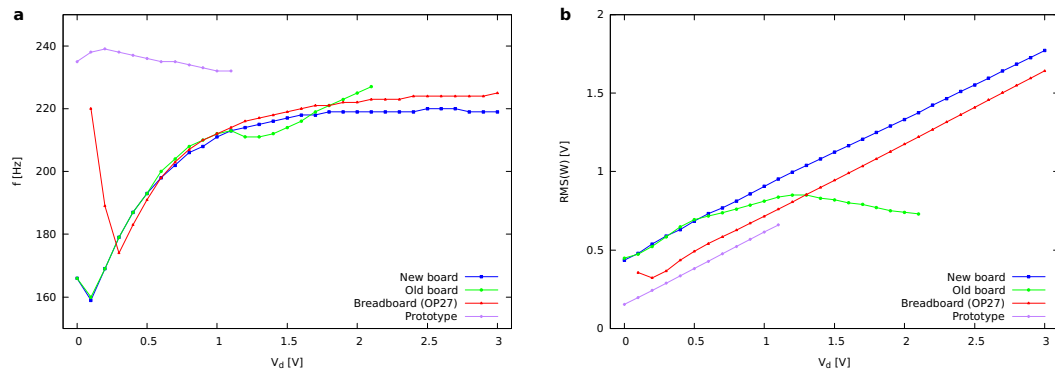 a
f [Hz]
240
220
200
180
160
0
0.5
1
1.5
2
2.5
3
V_d [V]
New board
Old board
Breadboard (OP27)
Prototype
b
RMS(W) [V]
2
1.5
1
0.5
0
0
0.5
1
1.5
2
2.5
3
V_d [V]
New board
Old board
Breadboard (OP27)
Prototype